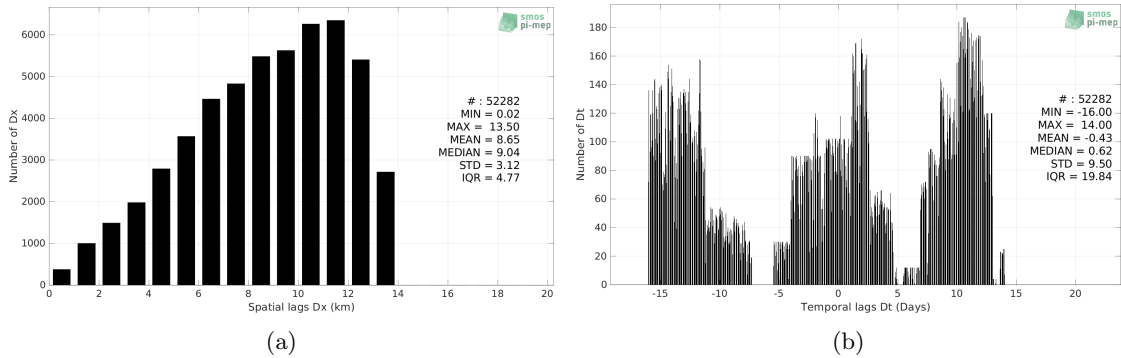 smos
pi-mep
6000
5000
4000
3000
2000
1000
0
Number of Dx
# : 52282
MIN = 0.02
MAX = 13.50
MEAN = 8.65
MEDIAN = 9.04
STD = 3.12
IQR = 4.77
0 2 4 6 8 10 12 14 16 18 20
Spatial lags Dx (km)
(a)
smos
pi-mep
180
160
140
120
100
80
60
40
20
0
Number of Dt
# : 52282
MIN = -16.00
MAX = 14.00
MEAN = -0.43
MEDIAN = 0.62
STD = 9.50
IQR = 19.84
-15 -10 -5 0 5 10 15 20
Temporal lags Dt (Days)
(b)